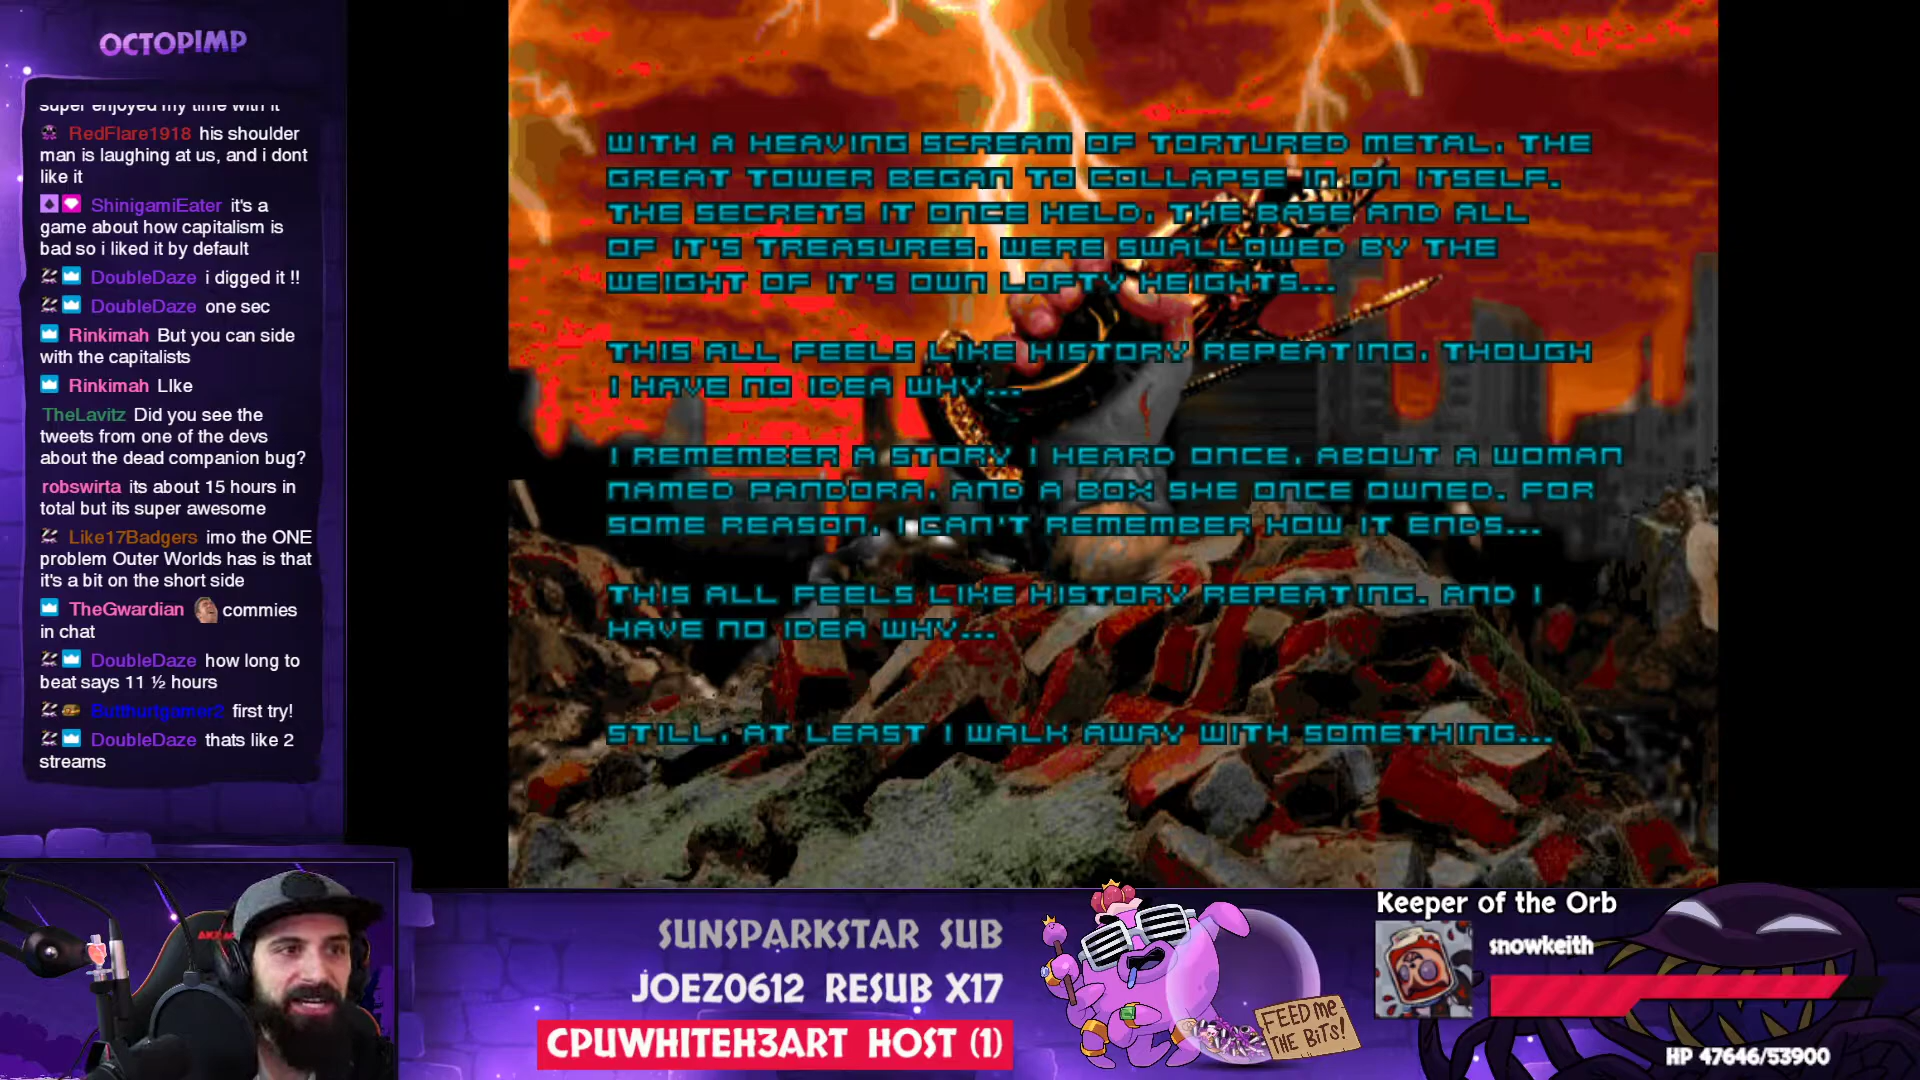 OCTOPIMP
super enjoyed my time with it
RedFlare1918 his shoulder
man is laughing at us, and i dont
like it
ShinigamiEater it's a
game about how capitalism is
bad so i liked it by default
DoubleDaze i digged it !!
DoubleDaze one sec
Rinkimah But you can side
with the capitalists
Rinkimah LIke
TheLavitz Did you see the
tweets from one of the devs
about the dead companion bug?
robswirta its about 15 hours in
total but its super awesome
Like17Badgers imo the ONE
problem Outer Worlds has is that
it's a bit on the short side
TheGwardian commies
in chat
DoubleDaze how long to
beat says 11 ½ hours
Butthurtgamer2 first try!
DoubleDaze thats like 2
streams
WITH A HEAVING SCREAM OF TORTURED METAL, THE
GREAT TOWER BEGAN TO COLLAPSE IN ON ITSELF.
THE SECRETS IT ONCE HELD, THE BASE AND ALL
OF IT'S TREASURES, WERE SWALLOWED BY THE
WEIGHT OF IT'S OWN LOFTY HEIGHTS...
THIS ALL FEELS LIKE HISTORY REPEATING, THOUGH
I HAVE NO IDEA WHY...
I REMEMBER A STORY I HEARD ONCE, ABOUT A WOMAN
NAMED PANDORA, AND A BOX SHE ONCE OWNED. FOR
SOME REASON, I CAN'T REMEMBER HOW IT ENDS...
THIS ALL FEELS LIKE HISTORY REPEATING, AND I
HAVE NO IDEA WHY...
STILL, AT LEAST I WALK AWAY WITH SOMETHING...
SUNSPARKSTAR SUB
JOEZ0612 RESUB X17
CPUWHITEH3ART HOST (1)
FEED ME
THE BITS!
Keeper of the Orb
snowkeith
HP 47646/53900